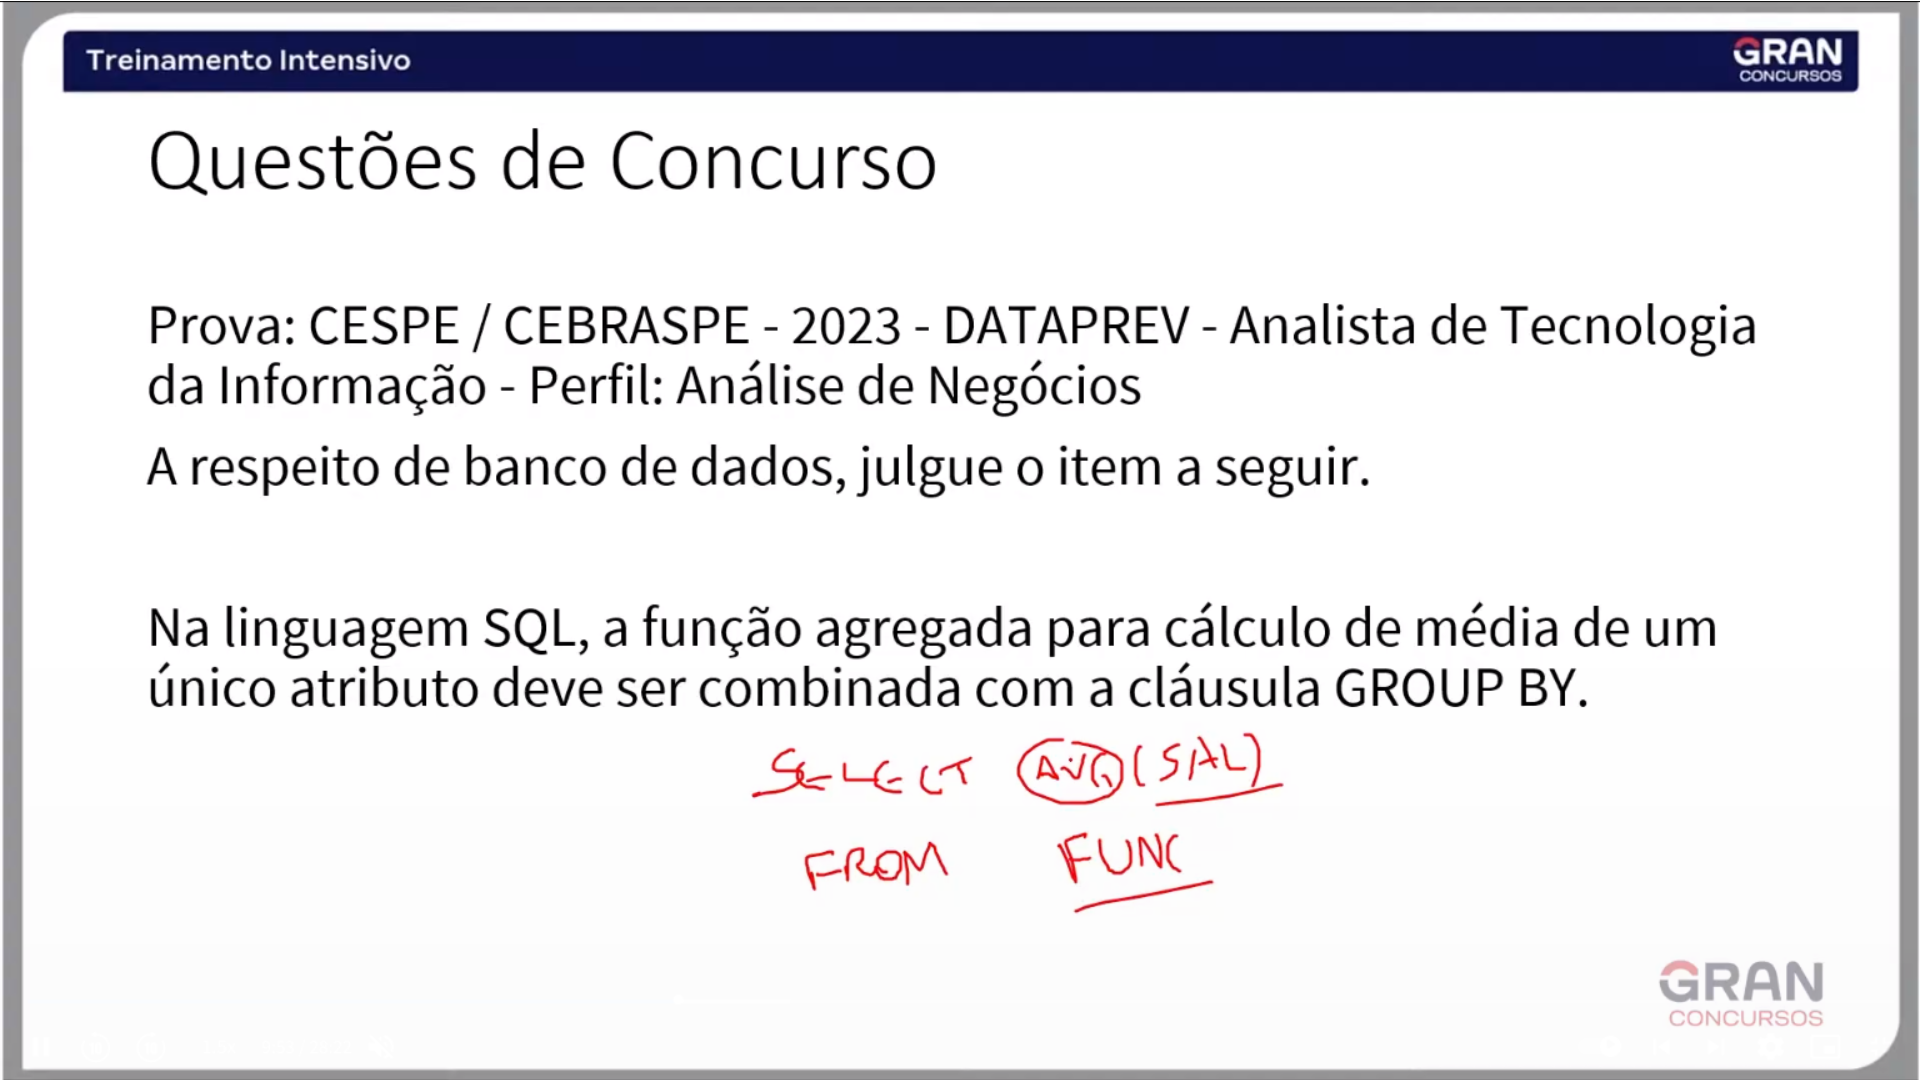 Treinamento Intensivo
GRAN
CONCURSOS
Questões de Concurso
Prova: CESPE / CEBRASPE - 2023 - DATAPREV - Analista de Tecnologia
da Informação - Perfil: Análise de Negócios
A respeito de banco de dados, julgue o item a seguir.
Na linguagem SQL, a função agregada para cálculo de média de um
único atributo deve ser combinada com a cláusula GROUP BY.
SELECT AVG (SAL)
FROM FUNC
GRAN
CONCURSOS